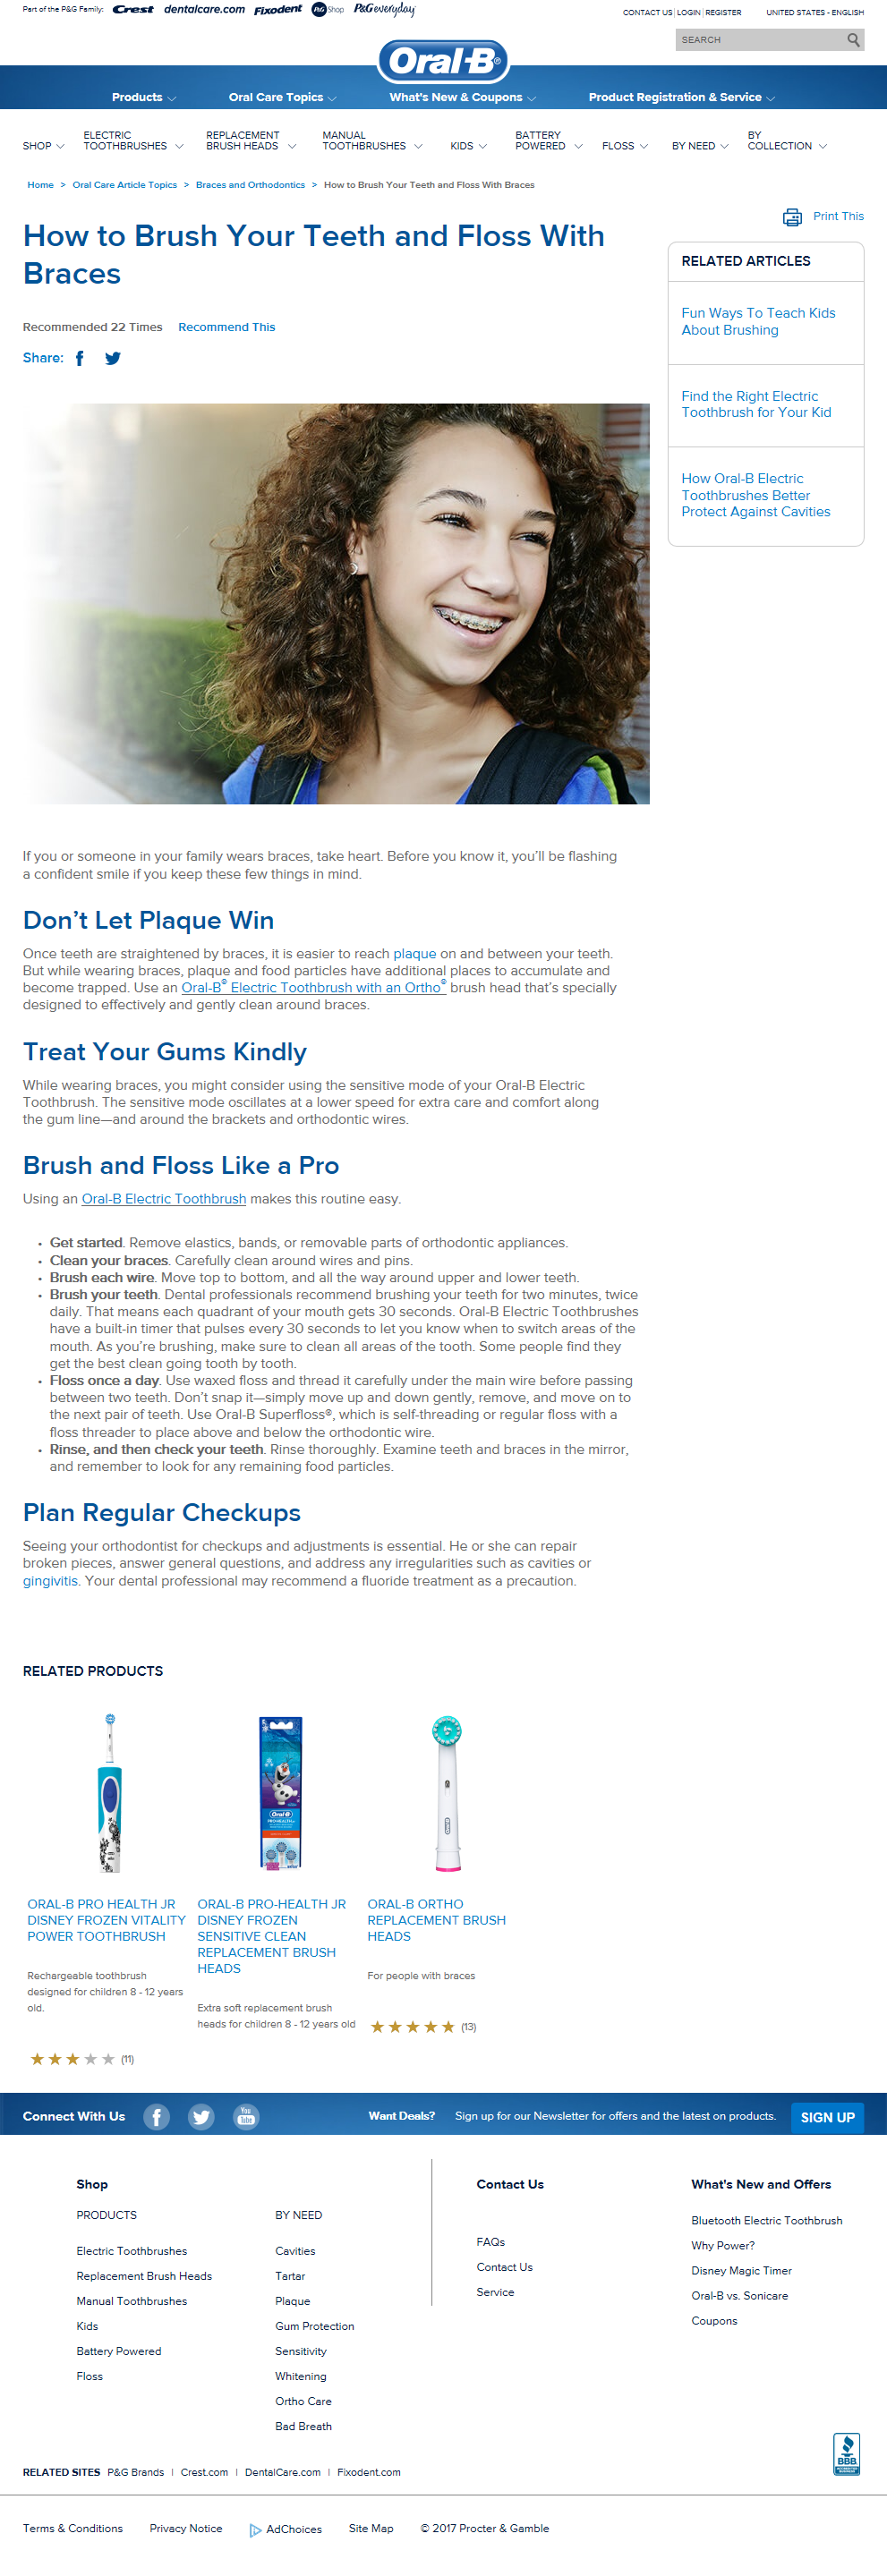 Part of the P&G Family: Crest dentalcare.com Fixodent P&G Shop P&G everyday
CONTACT US | LOGIN | REGISTER UNITED STATES - ENGLISH
SEARCH
Oral-B®
Products Oral Care Topics What's New & Coupons Product Registration & Service
SHOP ELECTRIC TOOTHBRUSHES REPLACEMENT BRUSH HEADS MANUAL TOOTHBRUSHES KIDS BATTERY POWERED FLOSS BY NEED BY COLLECTION
Home > Oral Care Article Topics > Braces and Orthodontics > How to Brush Your Teeth and Floss With Braces
Print This
How to Brush Your Teeth and Floss With
Braces
Recommended 22 Times Recommend This
Share:
RELATED ARTICLES
Fun Ways To Teach Kids
About Brushing
Find the Right Electric
Toothbrush for Your Kid
How Oral-B Electric
Toothbrushes Better
Protect Against Cavities
If you or someone in your family wears braces, take heart. Before you know it, you'll be flashing
a confident smile if you keep these few things in mind.
Don't Let Plaque Win
Once teeth are straightened by braces, it is easier to reach plaque on and between your teeth.
But while wearing braces, plaque and food particles have additional places to accumulate and
become trapped. Use an Oral-B® Electric Toothbrush with an Ortho® brush head that's specially
designed to effectively and gently clean around braces.
Treat Your Gums Kindly
While wearing braces, you might consider using the sensitive mode of your Oral-B Electric
Toothbrush. The sensitive mode oscillates at a lower speed for extra care and comfort along
the gum line—and around the brackets and orthodontic wires.
Brush and Floss Like a Pro
Using an Oral-B Electric Toothbrush makes this routine easy.
• Get started. Remove elastics, bands, or removable parts of orthodontic appliances.
• Clean your braces. Carefully clean around wires and pins.
• Brush each wire. Move top to bottom, and all the way around upper and lower teeth.
• Brush your teeth. Dental professionals recommend brushing your teeth for two minutes, twice
daily. That means each quadrant of your mouth gets 30 seconds. Oral-B Electric Toothbrushes
have a built-in timer that pulses every 30 seconds to let you know when to switch areas of the
mouth. As you're brushing, make sure to clean all areas of the tooth. Some people find they
get the best clean going tooth by tooth.
• Floss once a day. Use waxed floss and thread it carefully under the main wire before passing
between two teeth. Don't snap it—simply move up and down gently, remove, and move on to
the next pair of teeth. Use Oral-B Superfloss®, which is self-threading or regular floss with a
floss threader to place above and below the orthodontic wire.
• Rinse, and then check your teeth. Rinse thoroughly. Examine teeth and braces in the mirror,
and remember to look for any remaining food particles.
Plan Regular Checkups
Seeing your orthodontist for checkups and adjustments is essential. He or she can repair
broken pieces, answer general questions, and address any irregularities such as cavities or
gingivitis. Your dental professional may recommend a fluoride treatment as a precaution.
RELATED PRODUCTS
Oral-B
PRO-HEALTH
ORAL-B PRO HEALTH JR
DISNEY FROZEN VITALITY
POWER TOOTHBRUSH
Rechargeable toothbrush
designed for children 8 - 12 years
old.
(11)
ORAL-B PRO-HEALTH JR
DISNEY FROZEN
SENSITIVE CLEAN
REPLACEMENT BRUSH
HEADS
Extra soft replacement brush
heads for children 8 - 12 years old
ORAL-B ORTHO
REPLACEMENT BRUSH
HEADS
For people with braces
(13)
Connect With Us You Tube Want Deals? Sign up for our Newsletter for offers and the latest on products. SIGN UP
Shop
PRODUCTS
Electric Toothbrushes
Replacement Brush Heads
Manual Toothbrushes
Kids
Battery Powered
Floss
BY NEED
Cavities
Tartar
Plaque
Gum Protection
Sensitivity
Whitening
Ortho Care
Bad Breath
Contact Us
FAQs
Contact Us
Service
What's New and Offers
Bluetooth Electric Toothbrush
Why Power?
Disney Magic Timer
Oral-B vs. Sonicare
Coupons
BBB
RELATED SITES P&G Brands | Crest.com | DentalCare.com | Fixodent.com
Terms & Conditions Privacy Notice AdChoices Site Map © 2017 Procter & Gamble